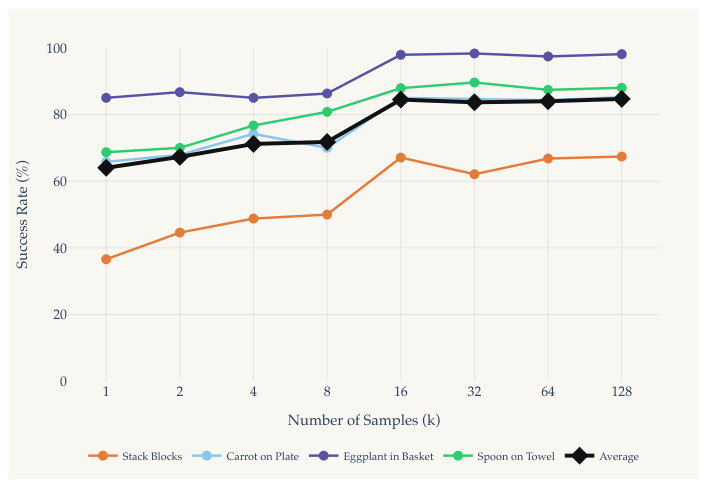 100
80
60
40
20
0
Success Rate (%)
1 2 4 8 16 32 64 128
Number of Samples (k)
Stack Blocks Carrot on Plate Eggplant in Basket Spoon on Towel Average